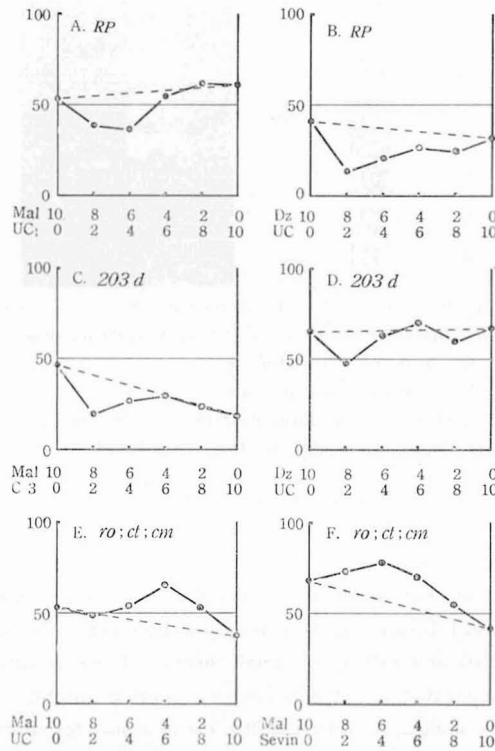 100
A. RP
50
0
Mal 10 8 6 4 2 0
UC: 0 2 4 6 8 10
100
B. RP
50
0
Dz 10 8 6 4 2 0
UC 0 2 4 6 8 10
100
C. 203 d
50
0
Mal 10 8 6 4 2 0
C 3 0 2 4 6 8 10
100
D. 203 d
50
0
Dz 10 8 6 4 2 0
UC 0 2 4 6 8 10
100
E. ro ; ct ; cm
50
0
Mal 10 8 6 4 2 0
UC 0 2 4 6 8 10
100
F. ro ; ct ; cm
50
0
Mal 10 8 6 4 2 0
Sevin 0 2 4 6 8 10